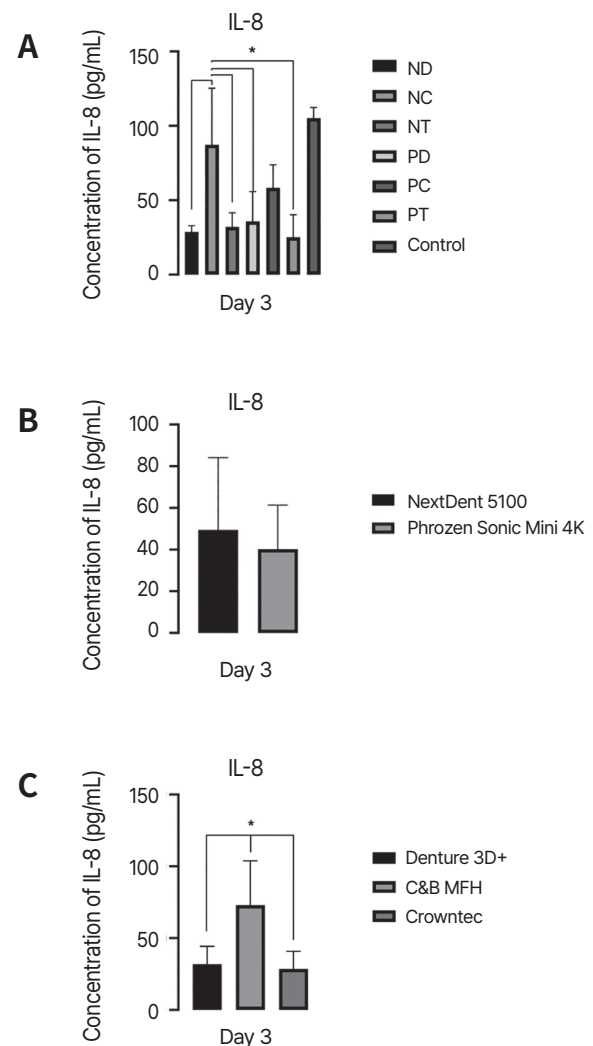 A
IL-8
Concentration of IL-8 (pg/mL)
150
100
50
0
*
Day 3
ND
NC
NT
PD
PC
PT
Control
B
IL-8
Concentration of IL-8 (pg/mL)
100
80
60
40
20
0
Day 3
NextDent 5100
Phrozen Sonic Mini 4K
C
IL-8
Concentration of IL-8 (pg/mL)
150
100
50
0
*
Day 3
Denture 3D+
C&B MFH
Crowntec